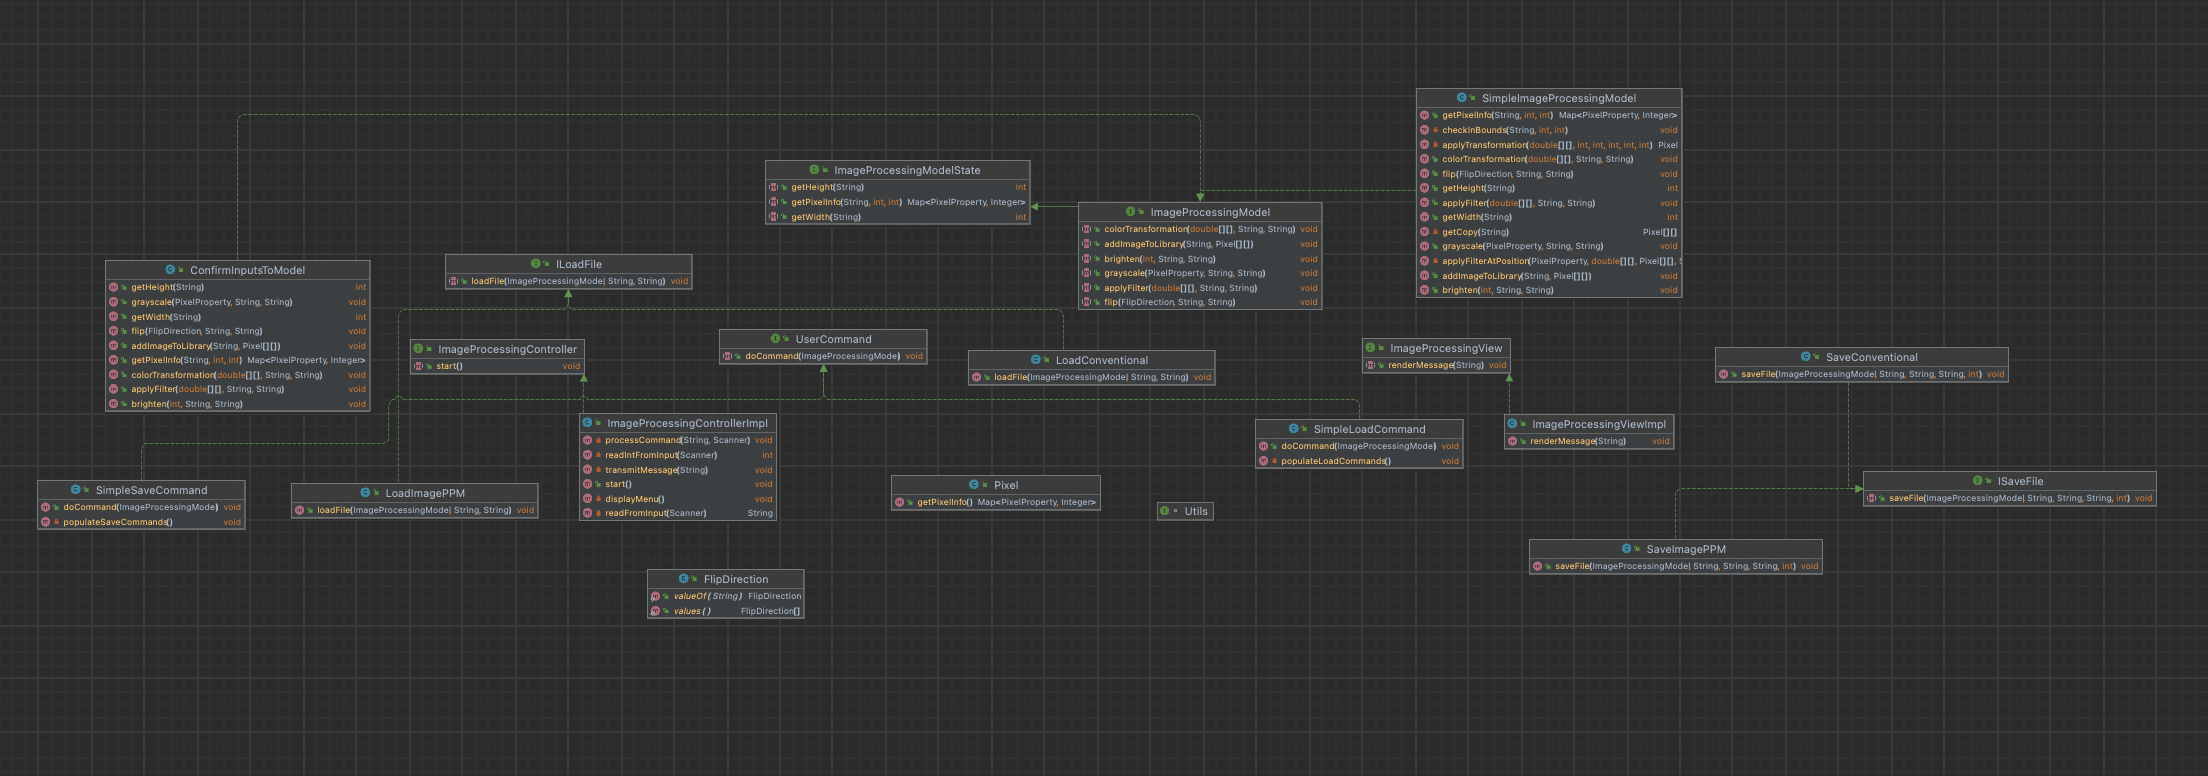 SimpleImageProcessingModel
getPixelInfo(String, int, int) Map<PixelProperty, Integer>
checkInBounds(String, int, int) void
applyTransformation(double[][], int, int, int, int, int) Pixel
colorTransformation(double[][], String, String) void
flip(FlipDirection, String, String) void
getHeight(String) int
applyFilter(double[][], String, String) void
getWidth(String) int
getCopy(String) Pixel[][]
grayscale(PixelProperty, String, String) void
applyFilterAtPosition(PixelProperty, double[][], Pixel[][],
addImageToLibrary(String, Pixel[][]) void
brighten(int, String, String) void
ImageProcessingModelState
getHeight(String) int
getPixelInfo(String, int, int) Map<PixelProperty, Integer>
getWidth(String) int
ImageProcessingModel
colorTransformation(double[][], String, String) void
addImageToLibrary(String, Pixel[][]) void
brighten(int, String, String) void
grayscale(PixelProperty, String, String) void
applyFilter(double[][], String, String) void
flip(FlipDirection, String, String) void
ConfirmInputsToModel
getHeight(String) int
grayscale(PixelProperty, String, String) void
getWidth(String) int
flip(FlipDirection, String, String) void
addImageToLibrary(String, Pixel[][]) void
getPixelInfo(String, int, int) Map<PixelProperty, Integer>
colorTransformation(double[][], String, String) void
applyFilter(double[][], String, String) void
brighten(int, String, String) void
ILoadFile
loadFile(ImageProcessingModel, String, String) void
ImageProcessingController
start() void
UserCommand
doCommand(ImageProcessingModel) void
LoadConventional
loadFile(ImageProcessingModel, String, String) void
ImageProcessingView
renderMessage(String) void
SaveConventional
saveFile(ImageProcessingModel, String, String, String, int) void
ImageProcessingControllerImpl
processCommand(String, Scanner) void
readIntFromInput(Scanner) int
transmitMessage(String) void
start() void
displayMenu() void
readFromInput(Scanner) String
SimpleLoadCommand
doCommand(ImageProcessingModel) void
populateLoadCommands() void
ImageProcessingViewImpl
renderMessage(String) void
SimpleSaveCommand
doCommand(ImageProcessingModel) void
populateSaveCommands() void
LoadImagePPM
loadFile(ImageProcessingModel, String, String) void
Pixel
getPixelInfo() Map<PixelProperty, Integer>
Utils
ISaveFile
saveFile(ImageProcessingModel, String, String, String, int) void
SaveImagePPM
saveFile(ImageProcessingModel, String, String, String, int) void
FlipDirection
valueOf(String) FlipDirection
values() FlipDirection[]